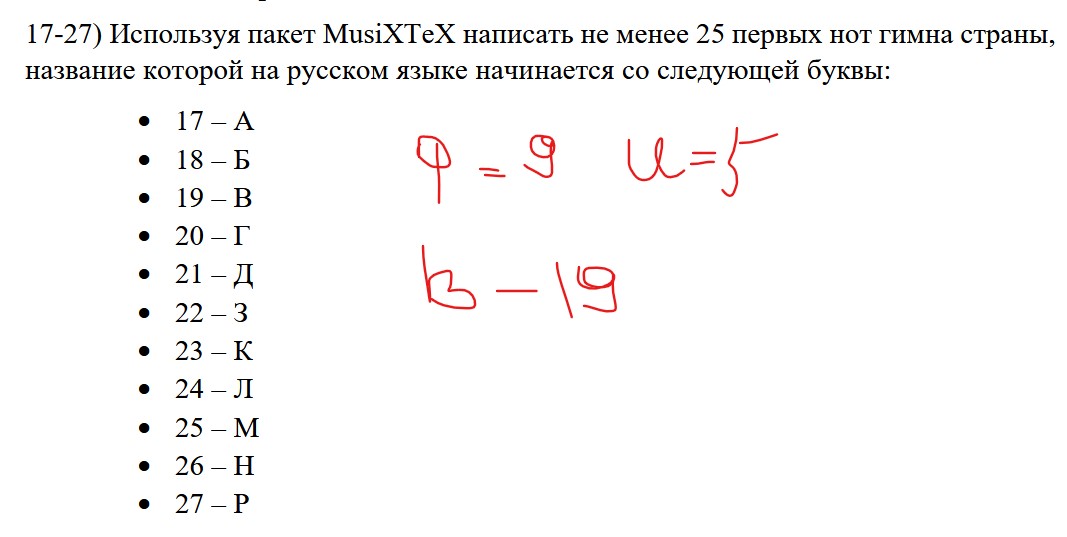 17-27) Используя пакет MusiXTeX написать не менее 25 первых нот гимна страны,
название которой на русском языке начинается со следующей буквы:
• 17 – А
• 18 – Б
• 19 – В
• 20 – Г
• 21 – Д
• 22 – З
• 23 – К
• 24 – Л
• 25 – М
• 26 – Н
• 27 – Р
Ф = 9 И = 5
В – 19